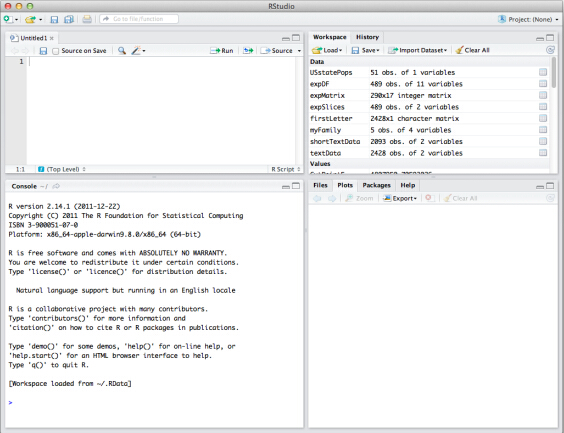 RStudio
Go to file/function
Project: (None)
Untitled1
Source on Save
Run
Source
1
1:1
(Top Level)
R Script
Console ~/
R version 2.14.1 (2011-12-22)
Copyright (C) 2011 The R Foundation for Statistical Computing
ISBN 3-900051-07-0
Platform: x86_64-apple-darwin9.8.0/x86_64 (64-bit)
R is free software and comes with ABSOLUTELY NO WARRANTY.
You are welcome to redistribute it under certain conditions.
Type 'license()' or 'licence()' for distribution details.
Natural language support but running in an English locale
R is a collaborative project with many contributors.
Type 'contributors()' for more information and
'citation()' on how to cite R or R packages in publications.
Type 'demo()' for some demos, 'help()' for on-line help, or
'help.start()' for an HTML browser interface to help.
Type 'q()' to quit R.
[Workspace loaded from ~/.RData]
>
Workspace History
Load Save Import Dataset Clear All
Data
USstatePops 51 obs. of 1 variables
expDF 489 obs. of 11 variables
expMatrix 290x17 integer matrix
expSlices 489 obs. of 2 variables
firstLetter 2428x1 character matrix
myFamily 5 obs. of 4 variables
shortTextData 2093 obs. of 2 variables
textData 2428 obs. of 2 variables
Values
Files Plots Packages Help
Zoom Export Clear All